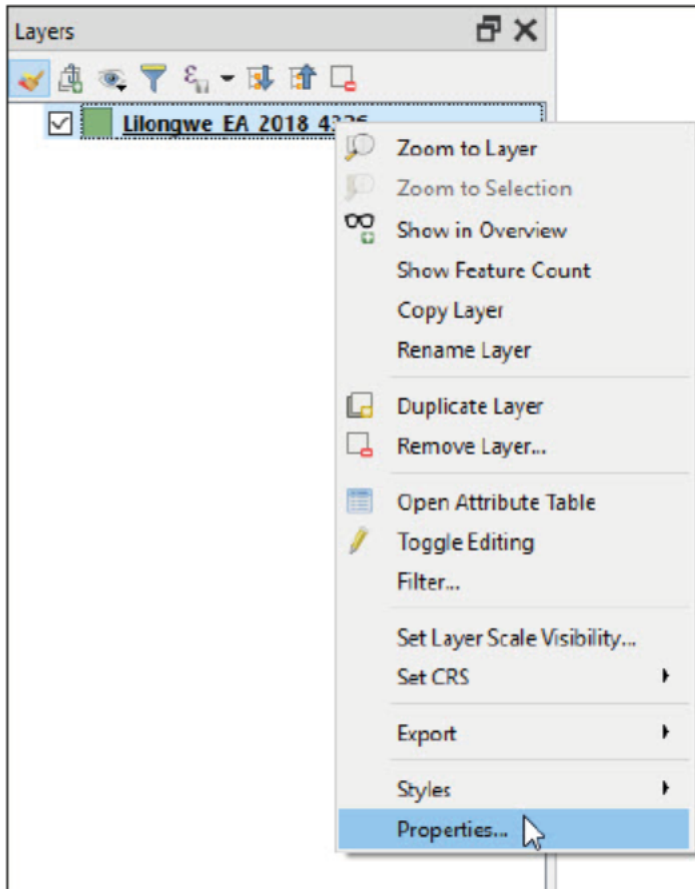 Layers
Lilongwe_EA_2018_4326
Zoom to Layer
Zoom to Selection
Show in Overview
Show Feature Count
Copy Layer
Rename Layer
Duplicate Layer
Remove Layer...
Open Attribute Table
Toggle Editing
Filter...
Set Layer Scale Visibility...
Set CRS
Export
Styles
Properties...